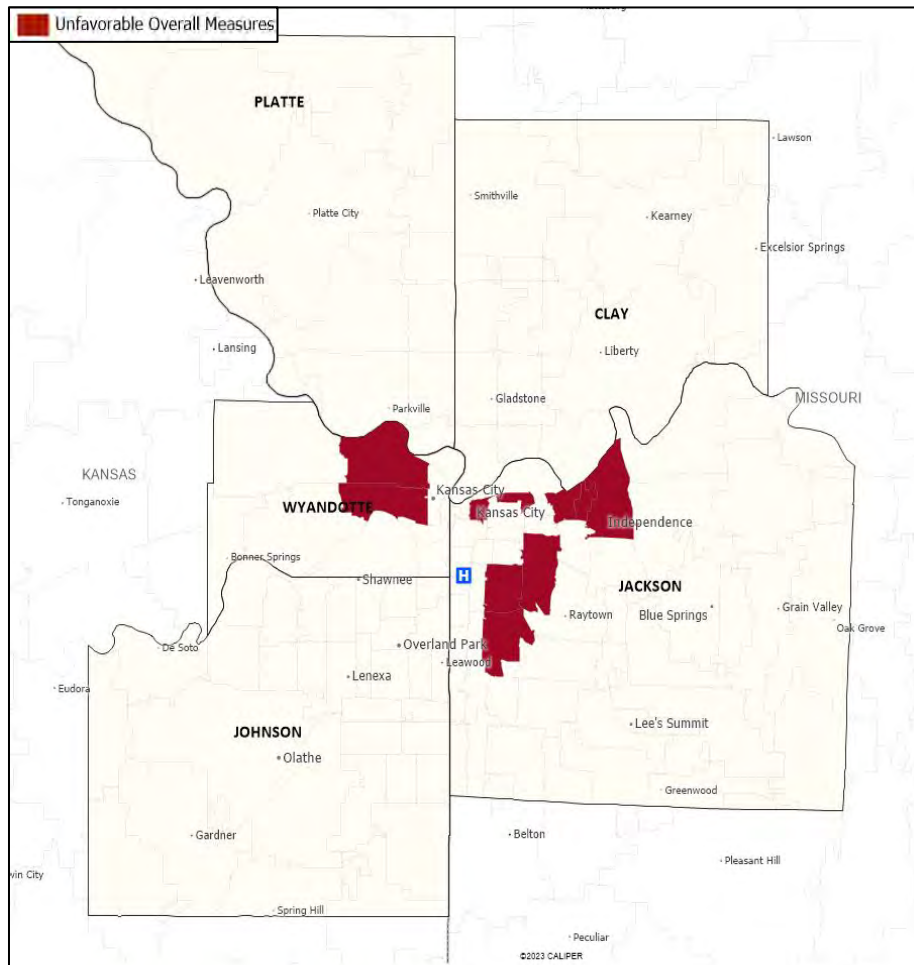 Unfavorable Overall Measures
PLATTE
Lawson
Smithville
Platte City
Kearney
Excelsior Springs
Leavenworth
CLAY
Lansing
Liberty
Gladstone
MISSOURI
Parkville
KANSAS
Kansas City
Tonganoxie
WYANDOTTE
Kansas City
Independence
Bonner Springs
Shawnee
H
JACKSON
Raytown
Blue Springs
Grain Valley
Oak Grove
De Soto
Overland Park
Leawood
Eudora
Lenexa
JOHNSON
Lee's Summit
Olathe
Greenwood
Gardner
Belton
Pleasant Hill
win City
Spring Hill
Peculiar
©2023 CALIPER